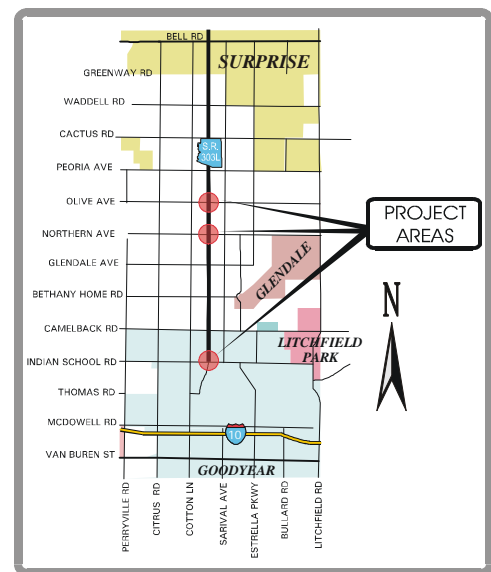 BELL RD
SURPRISE
GREENWAY RD
WADDELL RD
CACTUS RD
S.R.
303L
PEORIA AVE
OLIVE AVE
PROJECT
AREAS
NORTHERN AVE
GLENDALE AVE
GLENDALE
BETHANY HOME RD
N
CAMELBACK RD
LITCHFIELD
PARK
INDIAN SCHOOL RD
THOMAS RD
MCDOWELL RD
10
VAN BUREN ST
GOODYEAR
PERRYVILLE RD
CITRUS RD
COTTON LN
SARIVAL AVE
ESTRELLA PKWY
BULLARD RD
LITCHFIELD RD